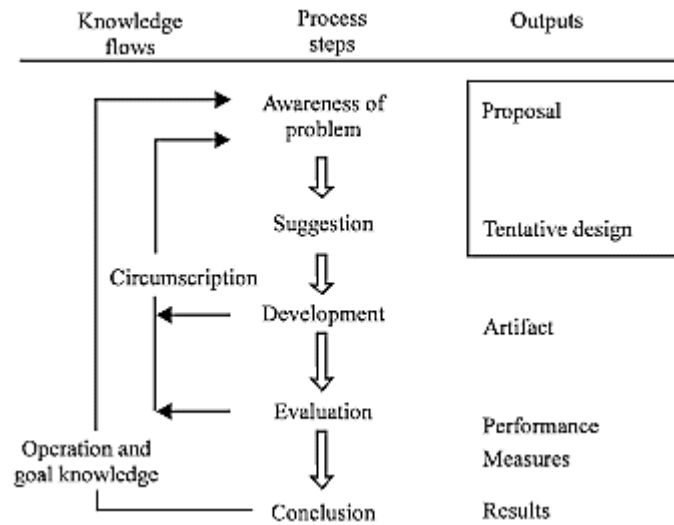 Knowledge
flows
Process
steps
Outputs
Awareness of
problem
Proposal
Suggestion
Tentative design
Circumscription
Development
Artifact
Evaluation
Performance
Measures
Operation and
goal knowledge
Conclusion
Results